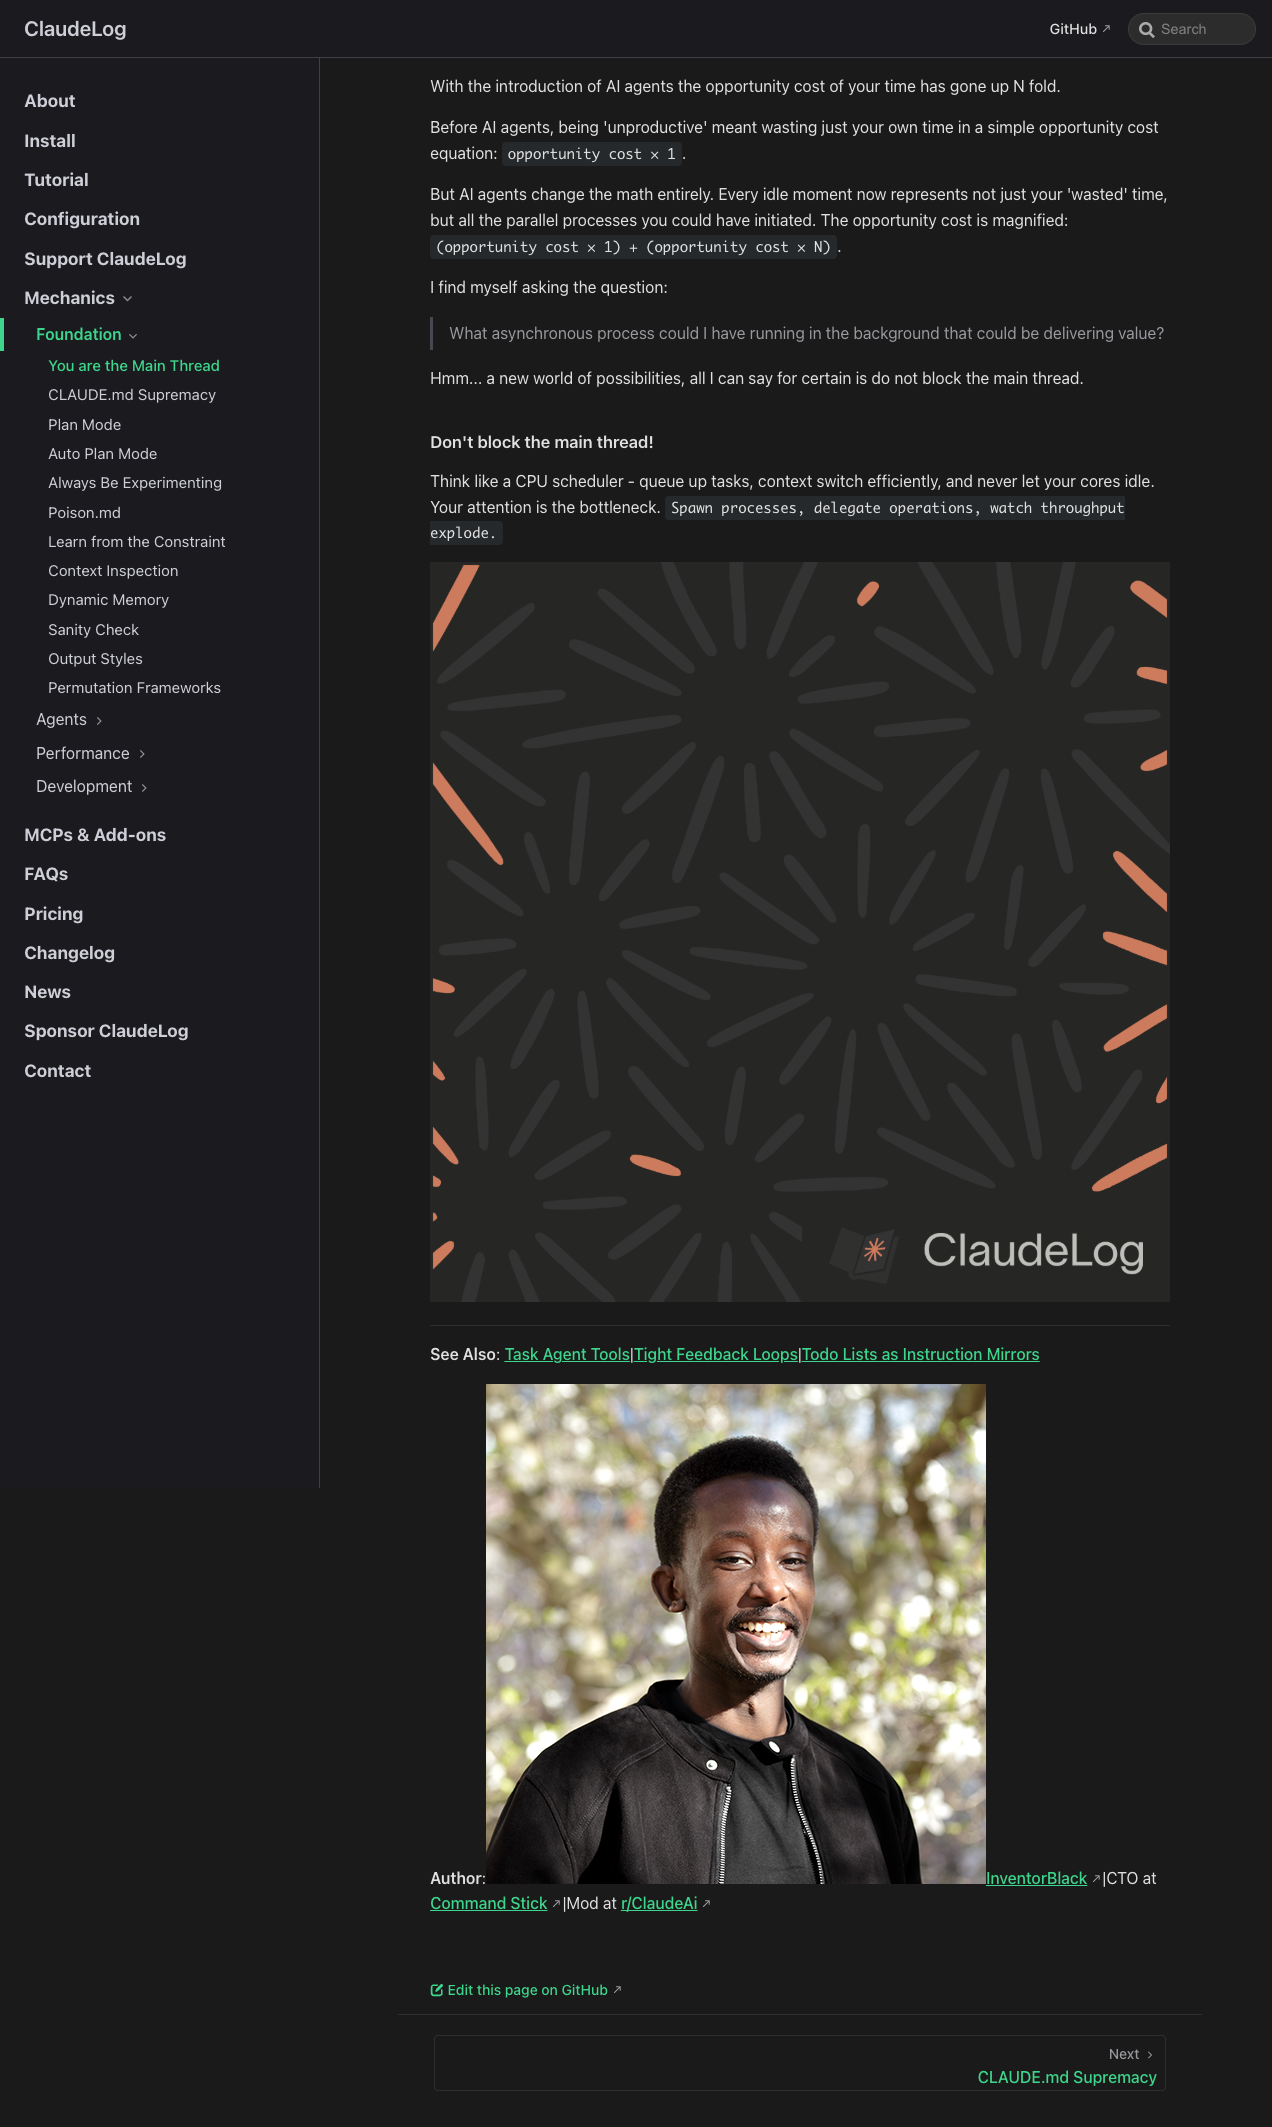 ClaudeLog
GitHub
Search
About
Install
Tutorial
Configuration
Support ClaudeLog
Mechanics
Foundation
You are the Main Thread
CLAUDE.md Supremacy
Plan Mode
Auto Plan Mode
Always Be Experimenting
Poison.md
Learn from the Constraint
Context Inspection
Dynamic Memory
Sanity Check
Output Styles
Permutation Frameworks
Agents
Performance
Development
MCPs & Add-ons
FAQs
Pricing
Changelog
News
Sponsor ClaudeLog
Contact
With the introduction of AI agents the opportunity cost of your time has gone up N fold.
Before AI agents, being 'unproductive' meant wasting just your own time in a simple opportunity cost
equation: opportunity cost × 1.
But AI agents change the math entirely. Every idle moment now represents not just your 'wasted' time,
but all the parallel processes you could have initiated. The opportunity cost is magnified:
(opportunity cost × 1) + (opportunity cost × N).
I find myself asking the question:
What asynchronous process could I have running in the background that could be delivering value?
Hmm... a new world of possibilities, all I can say for certain is do not block the main thread.
Don't block the main thread!
Think like a CPU scheduler - queue up tasks, context switch efficiently, and never let your cores idle.
Your attention is the bottleneck. Spawn processes, delegate operations, watch throughput
explode.
ClaudeLog
See Also: Task Agent Tools|Tight Feedback Loops|Todo Lists as Instruction Mirrors
Author: InventorBlack|CTO at
Command Stick|Mod at r/ClaudeAi
Edit this page on GitHub
Next
CLAUDE.md Supremacy